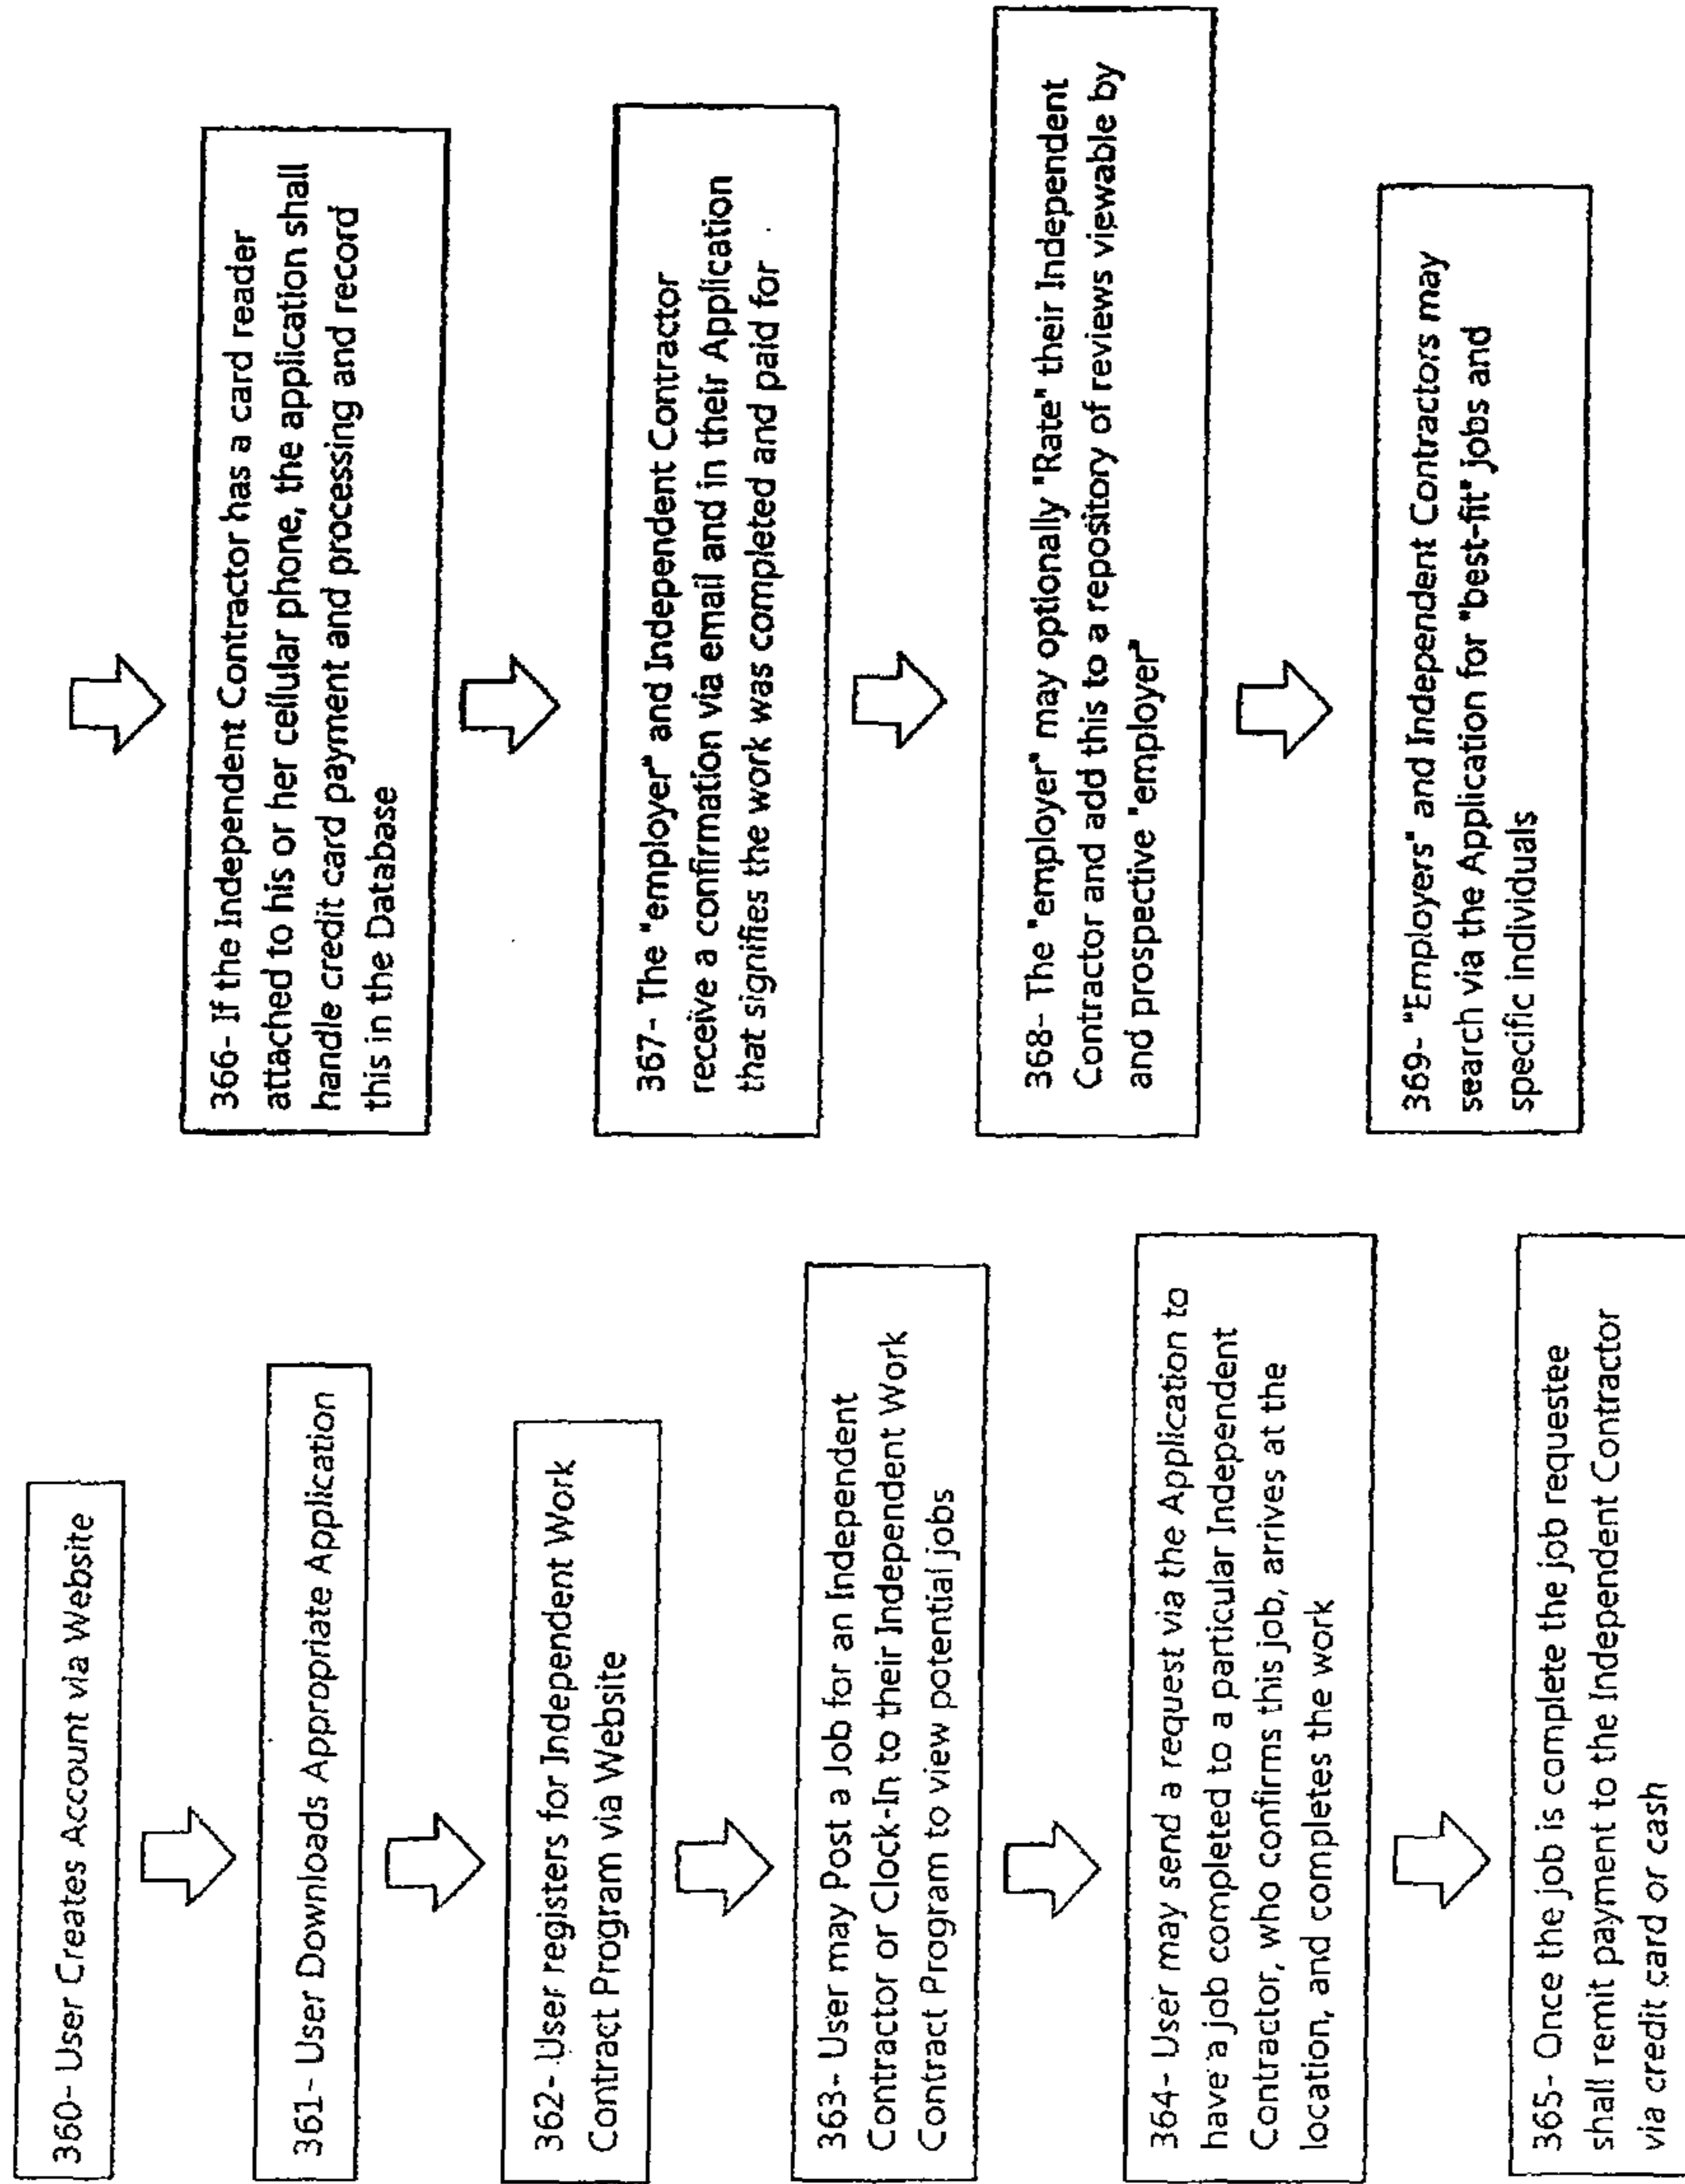 360- User Creates Account via Website
361- User Downloads Appropriate Application
362- User registers for Independent Work
Contract Program via Website
363- User may Post a Job for an Independent
Contractor or Clock-In to their Independent Work
Contract Program to view potential jobs
364- User may send a request via the Application to
have a job completed to a particular Independent
Contractor, who confirms this job, arrives at the
location, and completes the work
365- Once the job is complete the job requestee
shall remit payment to the Independent Contractor
via credit card or cash
366- If the Independent Contractor has a card reader
attached to his or her cellular phone, the application shall
handle credit card payment and processing and record
this in the Database
367- The "employer" and Independent Contractor
receive a confirmation via email and in their Application
that signifies the work was completed and paid for
368- The "employer" may optionally "Rate" their Independent
Contractor and add this to a repository of reviews viewable by
and prospective "employer"
369- "Employers" and Independent Contractors may
search via the Application for "best-fit" jobs and
specific individuals